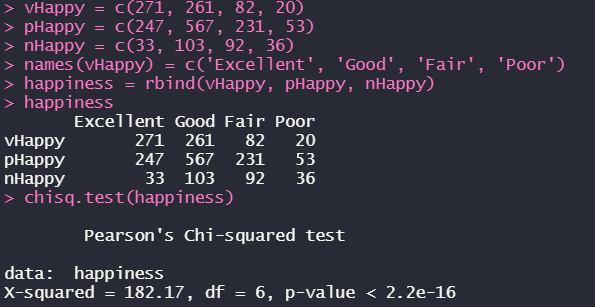 > vHappy = c(271, 261, 82, 20)
> pHappy = c(247, 567, 231, 53)
> nHappy = c(33, 103, 92, 36)
> names(vHappy) = c('Excellent', 'Good', 'Fair', 'Poor')
> happiness = rbind(vHappy, pHappy, nHappy)
> happiness
       Excellent Good Fair Poor
vHappy       271  261   82   20
pHappy       247  567  231   53
nHappy        33  103   92   36
> chisq.test(happiness)
        Pearson's Chi-squared test
data:  happiness
X-squared = 182.17, df = 6, p-value < 2.2e-16